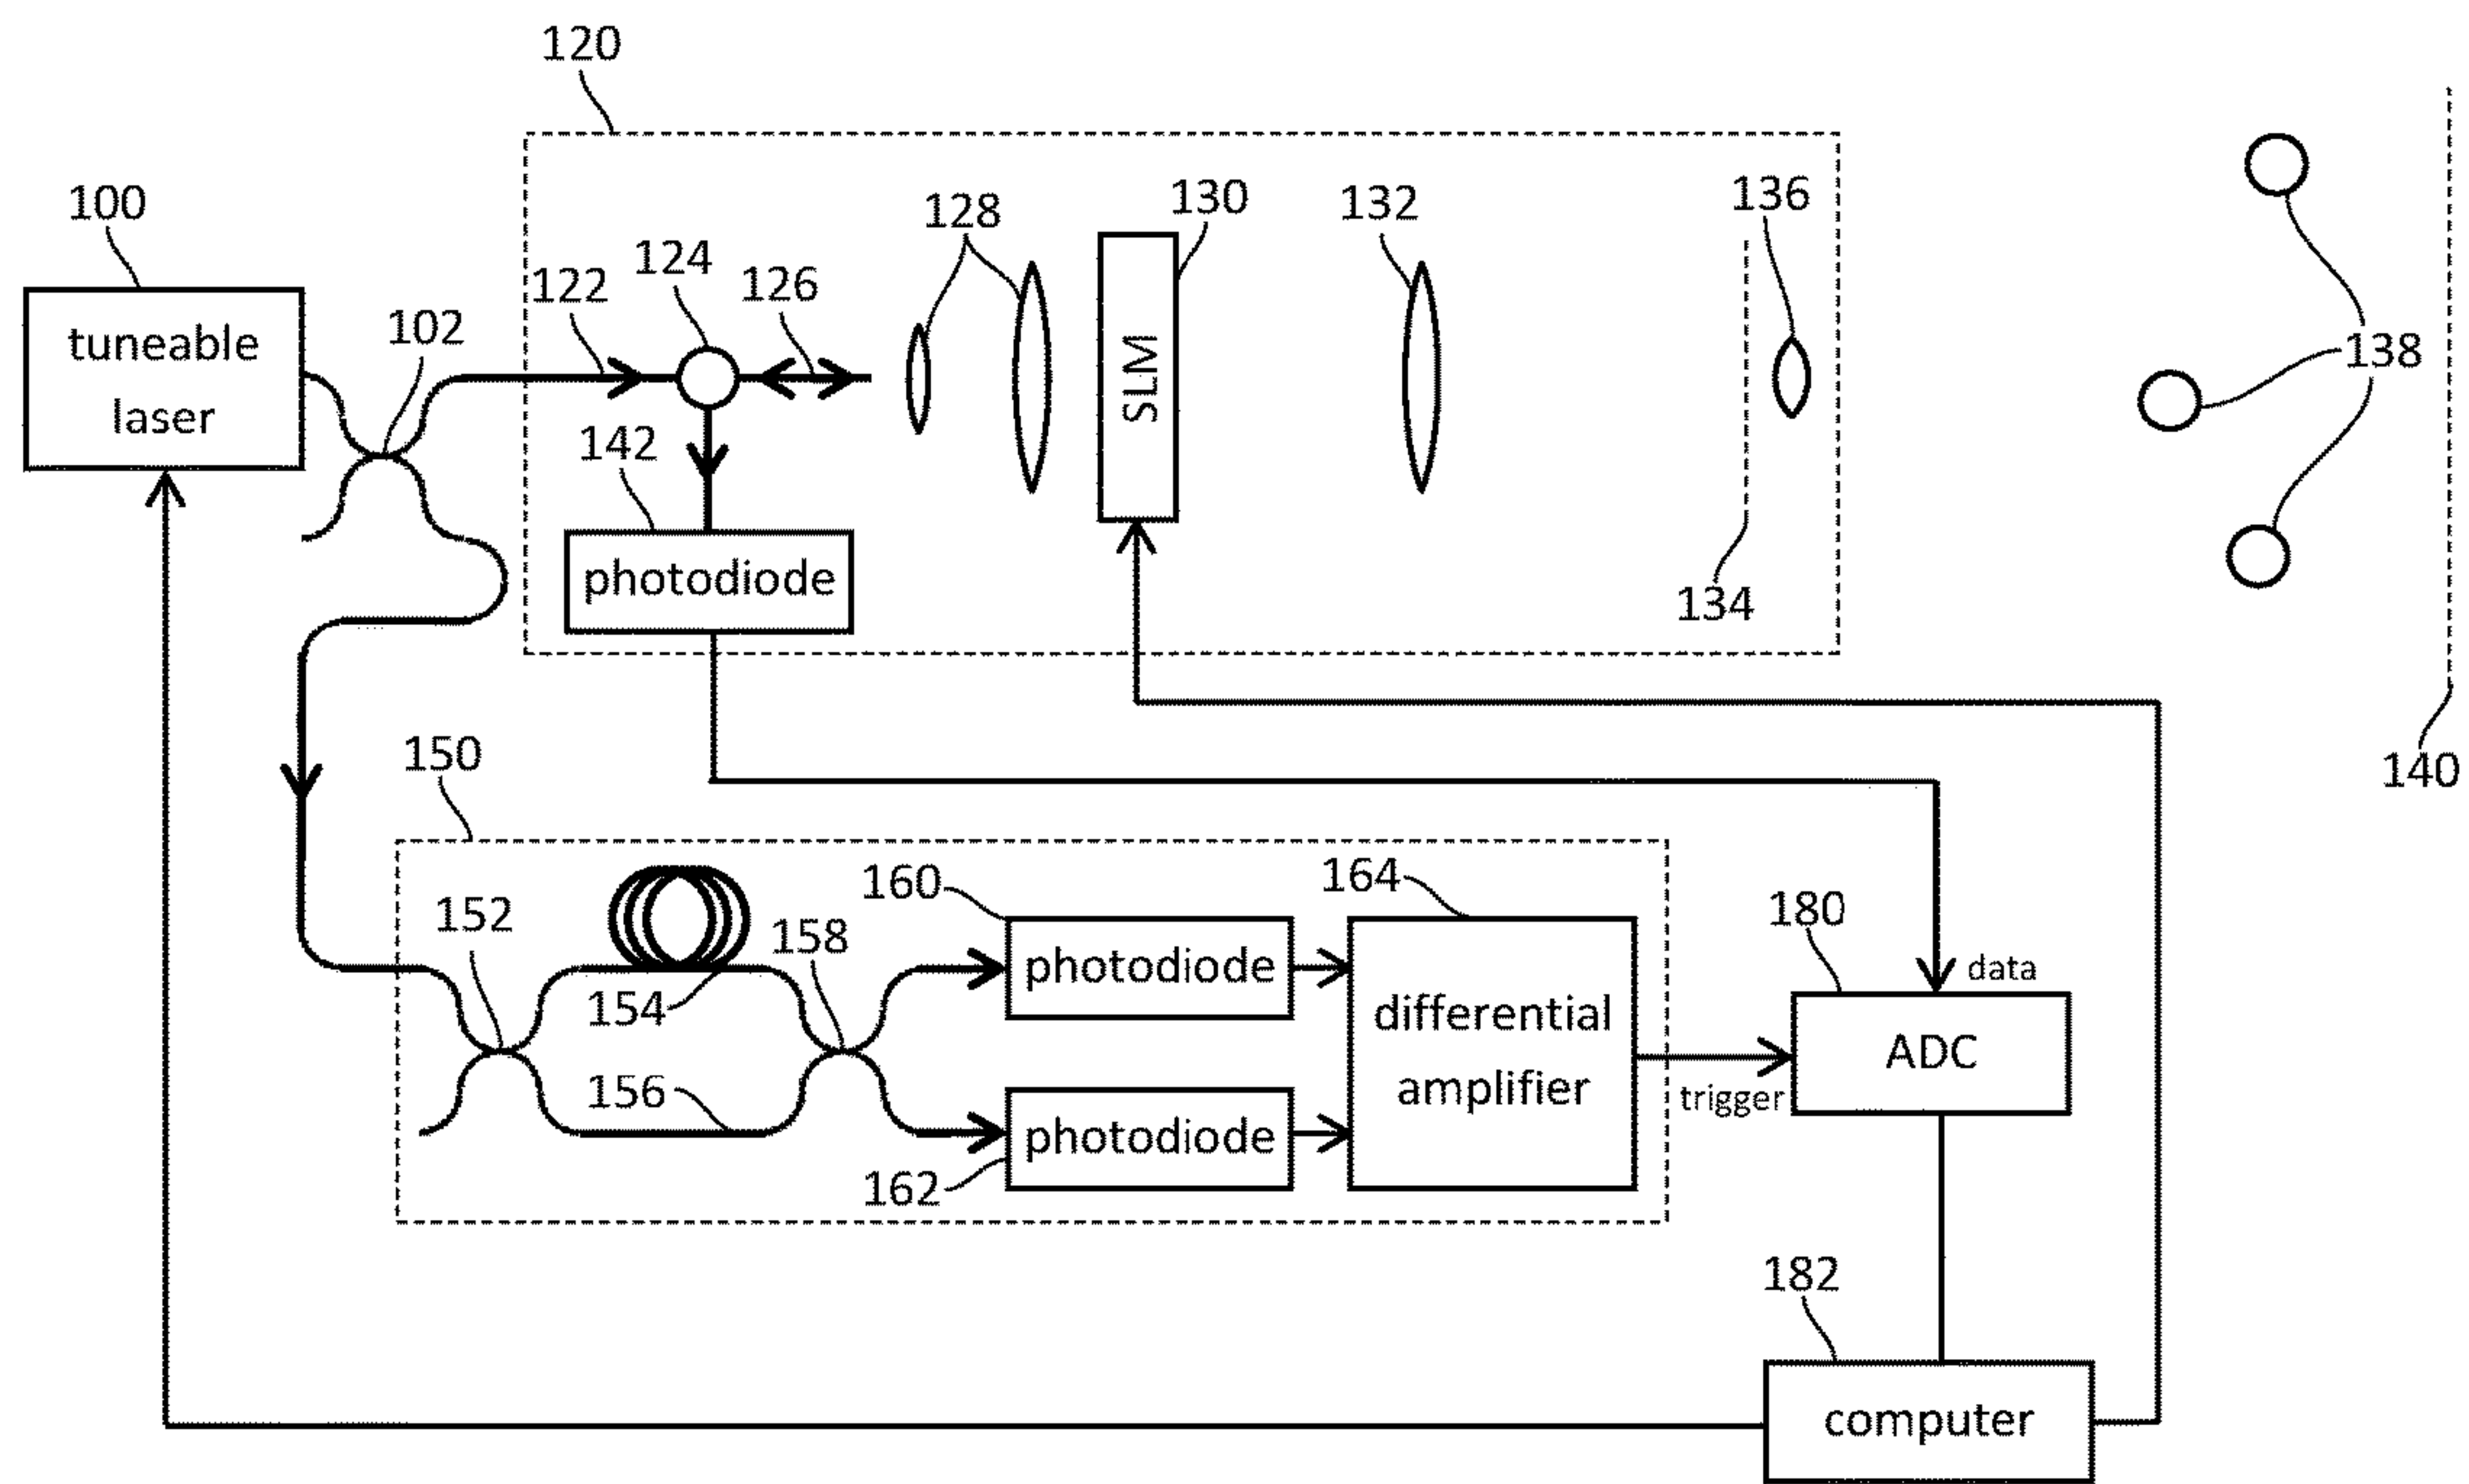 120
100
102
122
124
126
128
130
132
136
138
tuneable
laser
SLM
142
photodiode
134
140
150
152
154
156
158
160
photodiode
162
photodiode
164
differential
amplifier
trigger
180
data
ADC
182
computer